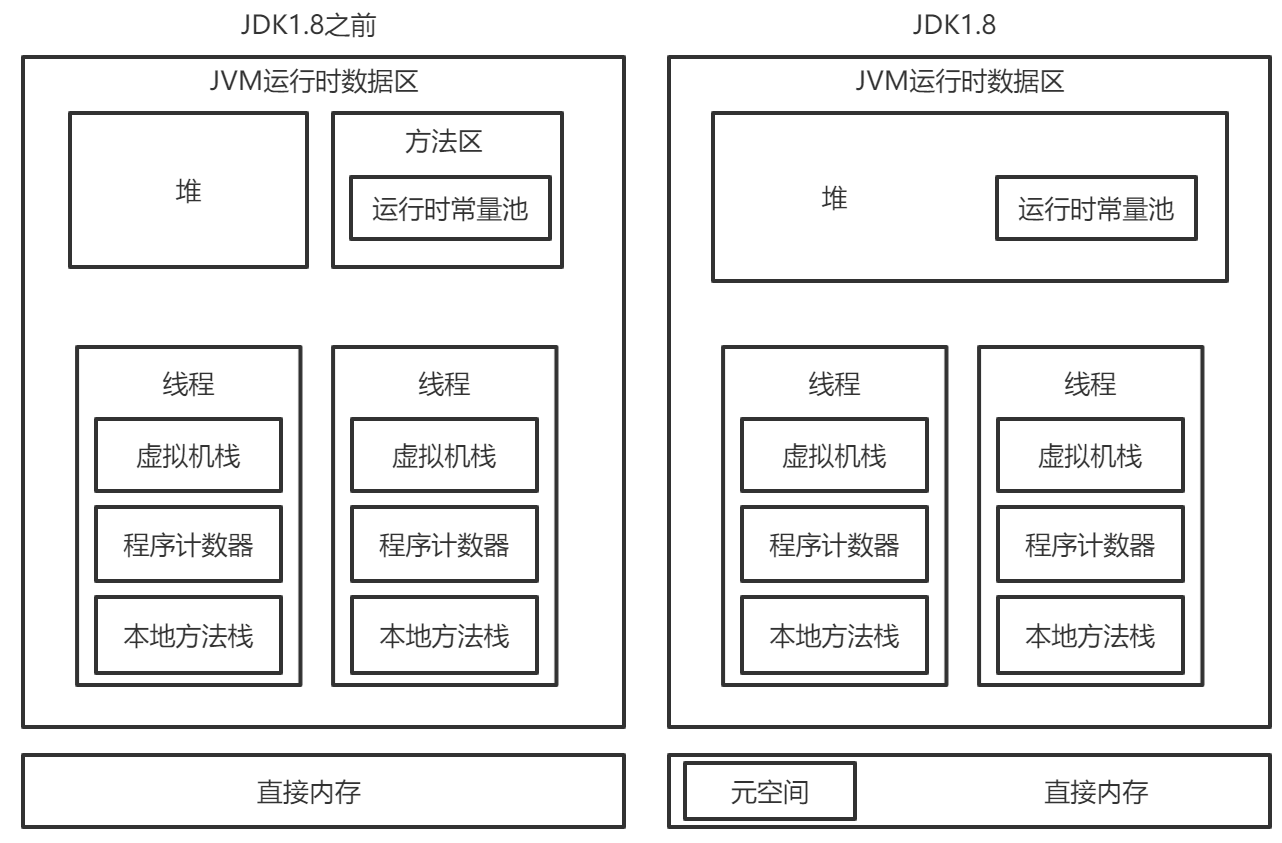 JDK1.8之前
JVM运行时数据区
堆
方法区
运行时常量池
线程
虚拟机栈
程序计数器
本地方法栈
线程
虚拟机栈
程序计数器
本地方法栈
直接内存
JDK1.8
JVM运行时数据区
堆
运行时常量池
线程
虚拟机栈
程序计数器
本地方法栈
线程
虚拟机栈
程序计数器
本地方法栈
元空间
直接内存